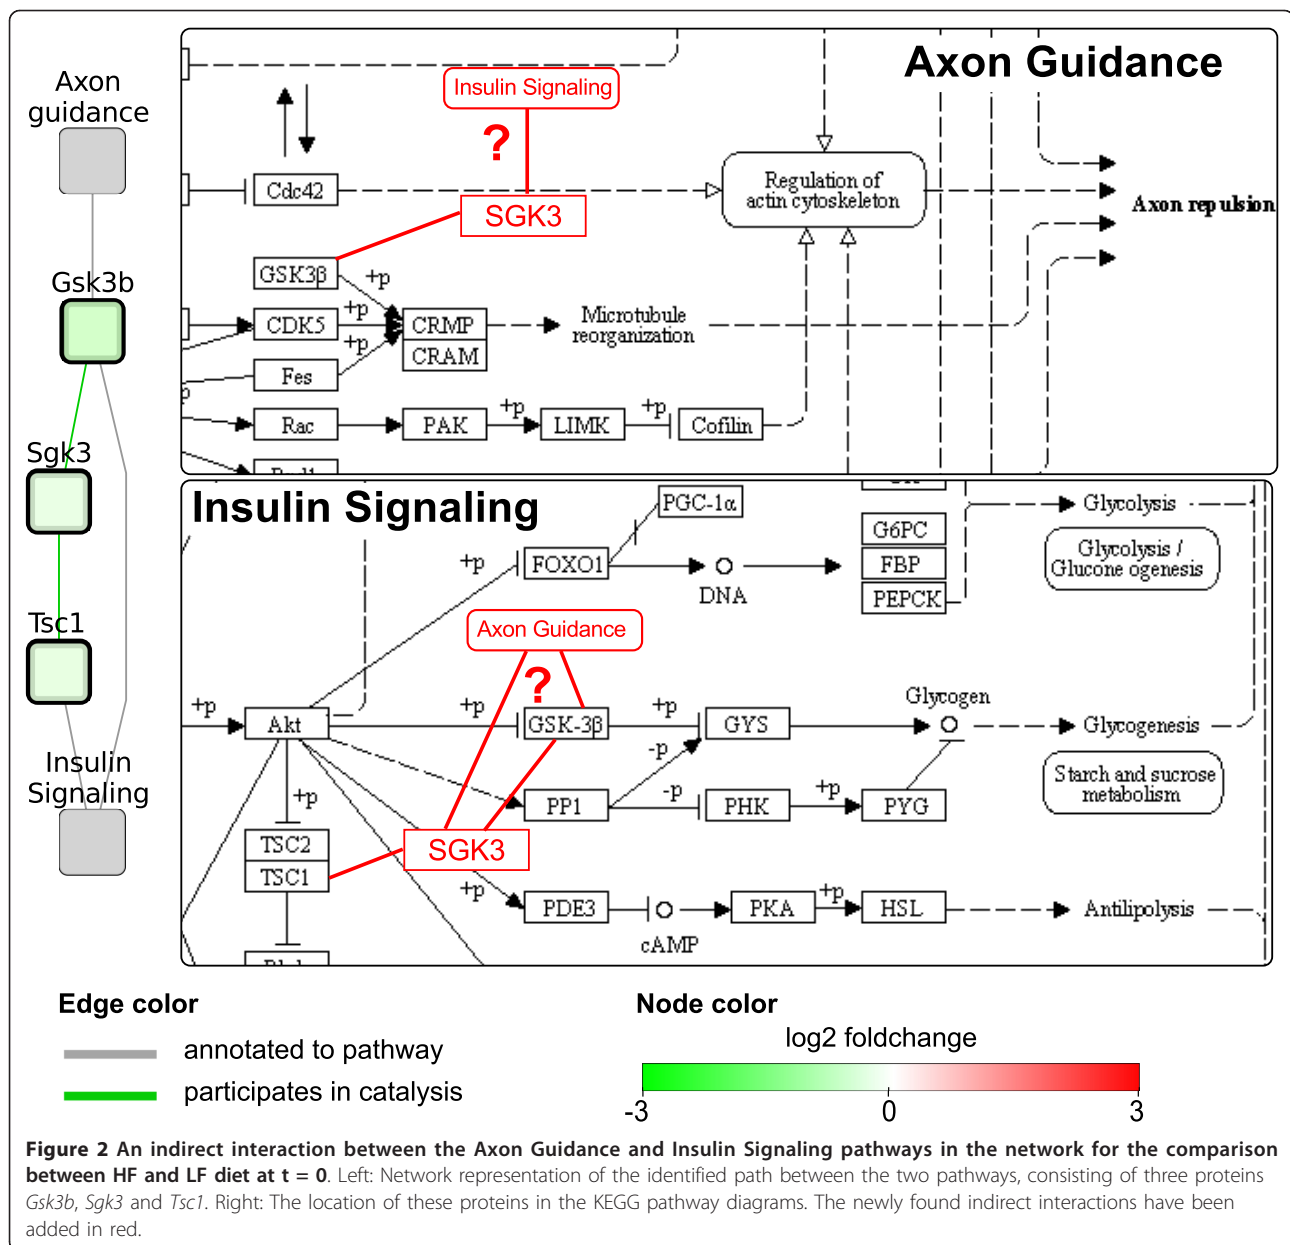 Axon
guidance
Gsk3b
Sgk3
Tsc1
Insulin
Signaling
Axon Guidance
Insulin Signaling
?
Cdc42
SGK3
Regulation of
actin cytoskeleton
Axon repulsion
GSK3β
+p
CDK5
+p
CRMP
CRAM
Microtubule
reorganization
Fes
+p
p
Rac
PAK
+p
LIMK
+p
Cofilin
Insulin Signaling
PGC-1α
Glycolysis
G6PC
FBP
PEPCK
Glycolysis /
Glucone ogenesis
+p
FOXO1
DNA
Axon Guidance
?
+p
Akt
+p
GSK-3β
+p
GYS
Glycogen
Glycogenesis
-p
Starch and sucrose
metabolism
+p
PP1
-p
PHK
+p
PYG
TSC2
TSC1
SGK3
+p
PDE3
cAMP
PKA
+p
HSL
Antilipolysis
Edge color
annotated to pathway
participates in catalysis
Node color
log2 foldchange
-3
0
3
Figure 2 An indirect interaction between the Axon Guidance and Insulin Signaling pathways in the network for the comparison
between HF and LF diet at t = 0. Left: Network representation of the identified path between the two pathways, consisting of three proteins
Gsk3b, Sgk3 and Tsc1. Right: The location of these proteins in the KEGG pathway diagrams. The newly found indirect interactions have been
added in red.